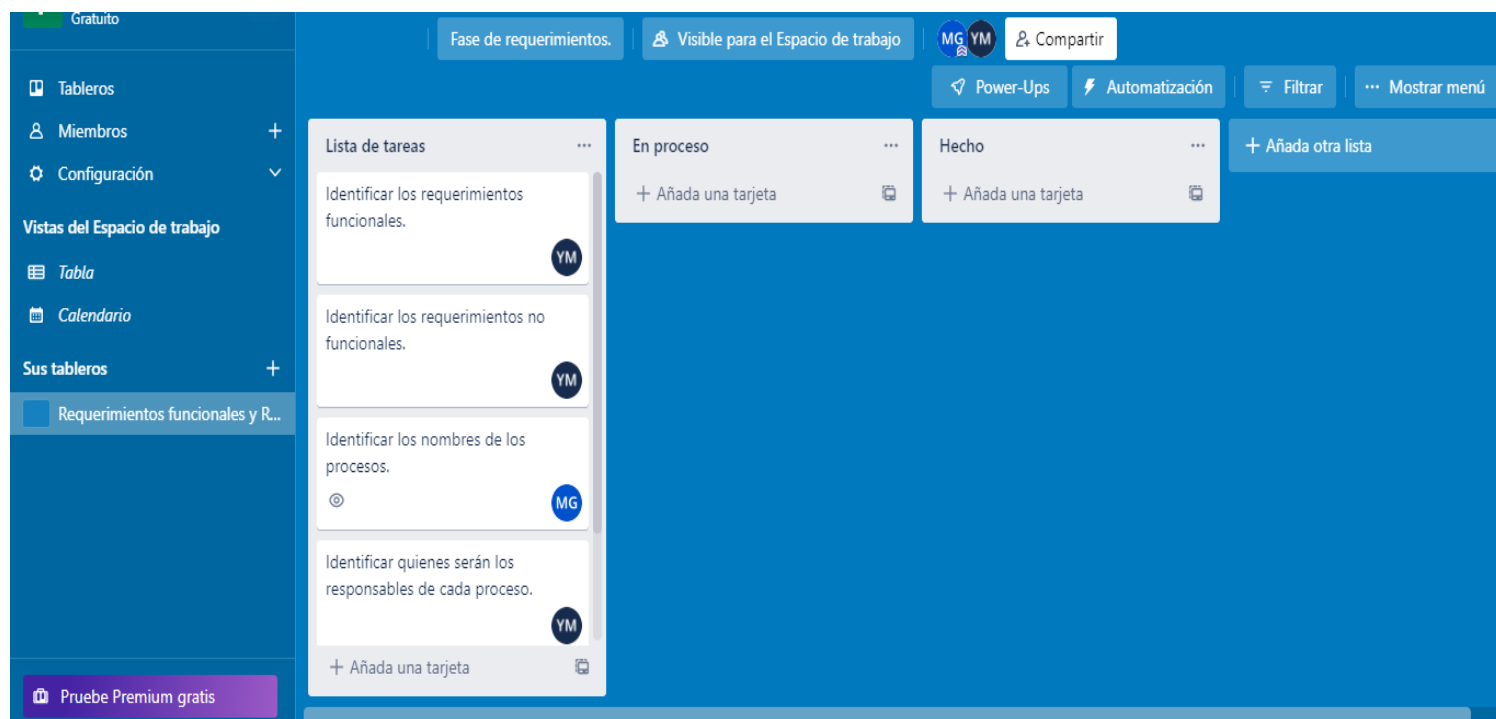 Gratuito
Tableros
Miembros
Configuración
Vistas del Espacio de trabajo
Tabla
Calendario
Sus tableros
Requerimientos funcionales y R...
Pruebe Premium gratis
Fase de requerimientos.
Visible para el Espacio de trabajo
MG YM
Compartir
Power-Ups
Automatización
Filtrar
Mostrar menú
Lista de tareas
Identificar los requerimientos
funcionales.
YM
Identificar los requerimientos no
funcionales.
YM
Identificar los nombres de los
procesos.
MG
Identificar quienes serán los
responsables de cada proceso.
YM
Añada una tarjeta
En proceso
Añada una tarjeta
Hecho
Añada una tarjeta
Añada otra lista